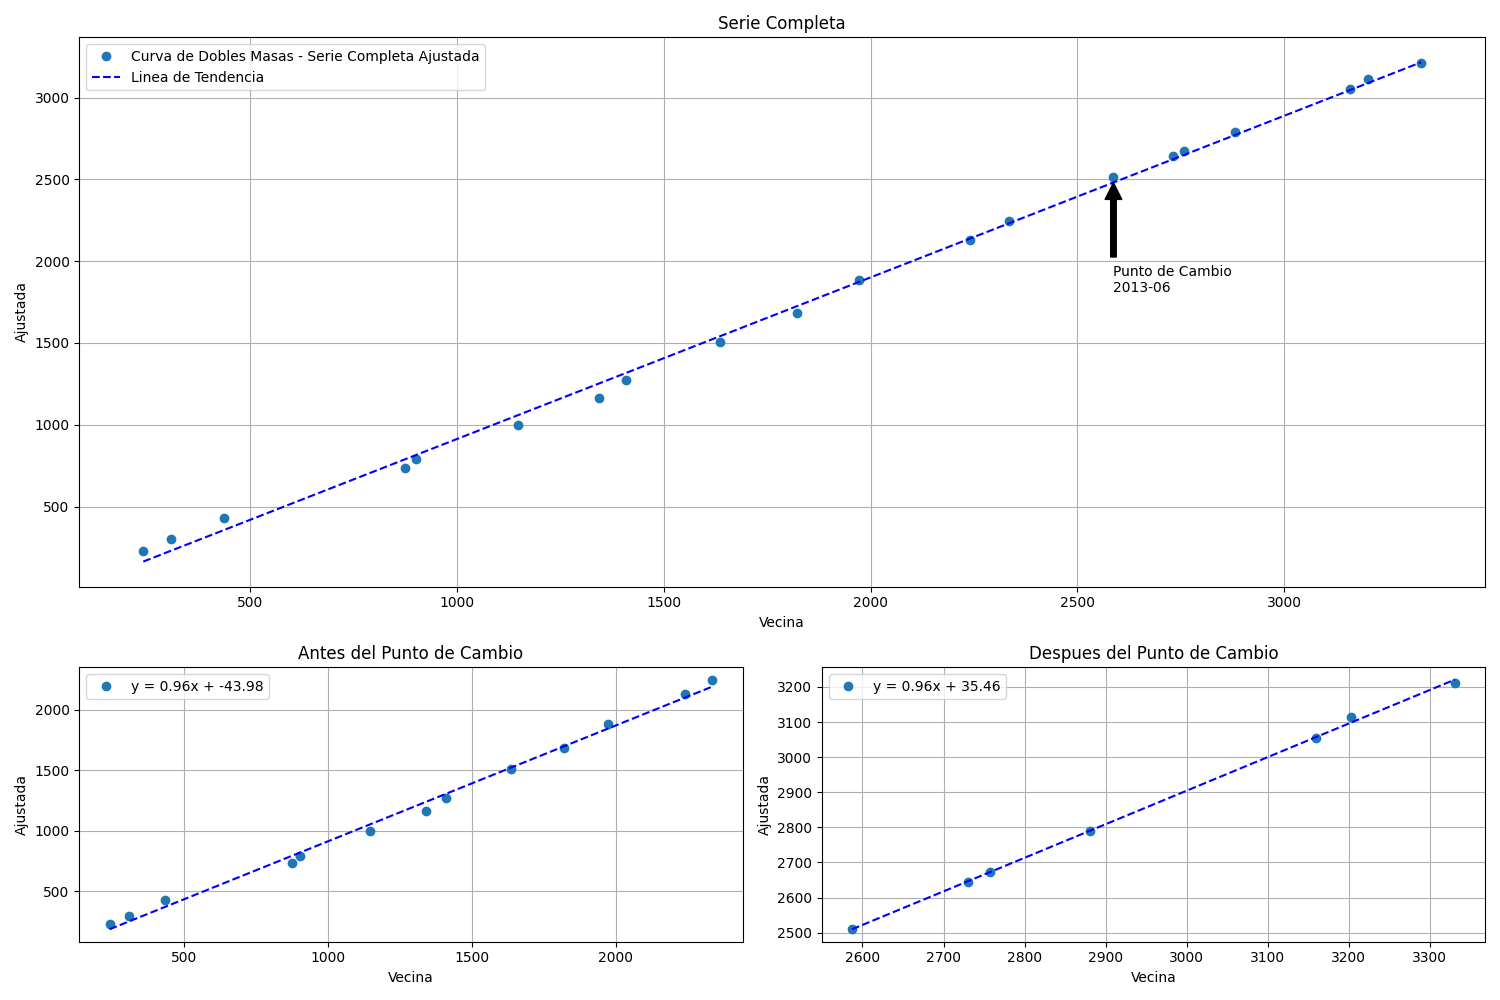 Serie Completa
Curva de Dobles Masas - Serie Completa Ajustada
Linea de Tendencia
3000
2500
2000
1500
1000
500
Ajustada
Punto de Cambio
2013-06
500 1000 1500 2000 2500 3000
Vecina
Antes del Punto de Cambio
y = 0.96x + -43.98
2000
1500
1000
500
Ajustada
500 1000 1500 2000
Vecina
Despues del Punto de Cambio
y = 0.96x + 35.46
3200
3100
3000
2900
2800
2700
2600
2500
Ajustada
2600 2700 2800 2900 3000 3100 3200 3300
Vecina